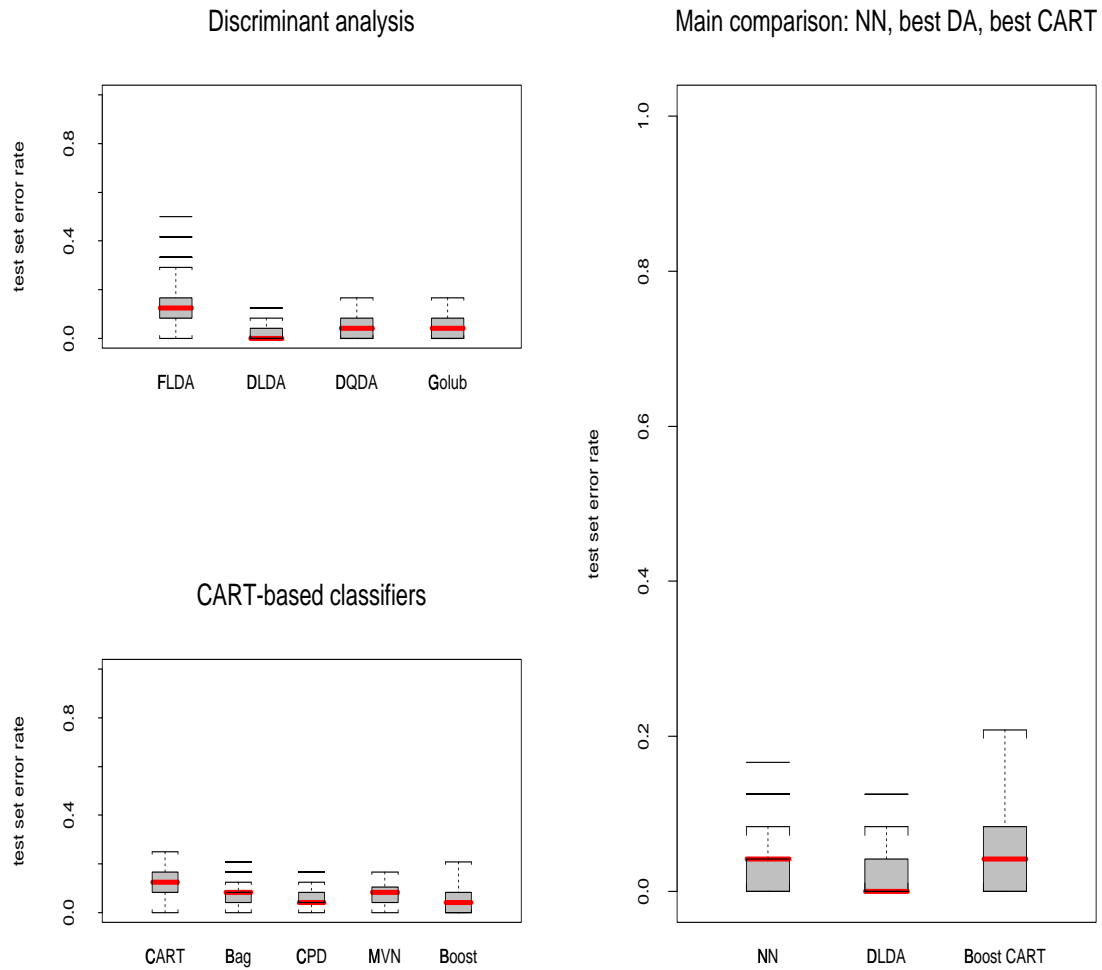 Discriminant analysis
test set error rate
0.0
0.4
0.8
FLDA
DLDA
DQDA
Golub
CART-based classifiers
test set error rate
0.0
0.4
0.8
CART
Bag
CPD
MVN
Boost
Main comparison: NN, best DA, best CART
test set error rate
0.0
0.2
0.4
0.6
0.8
1.0
NN
DLDA
Boost CART